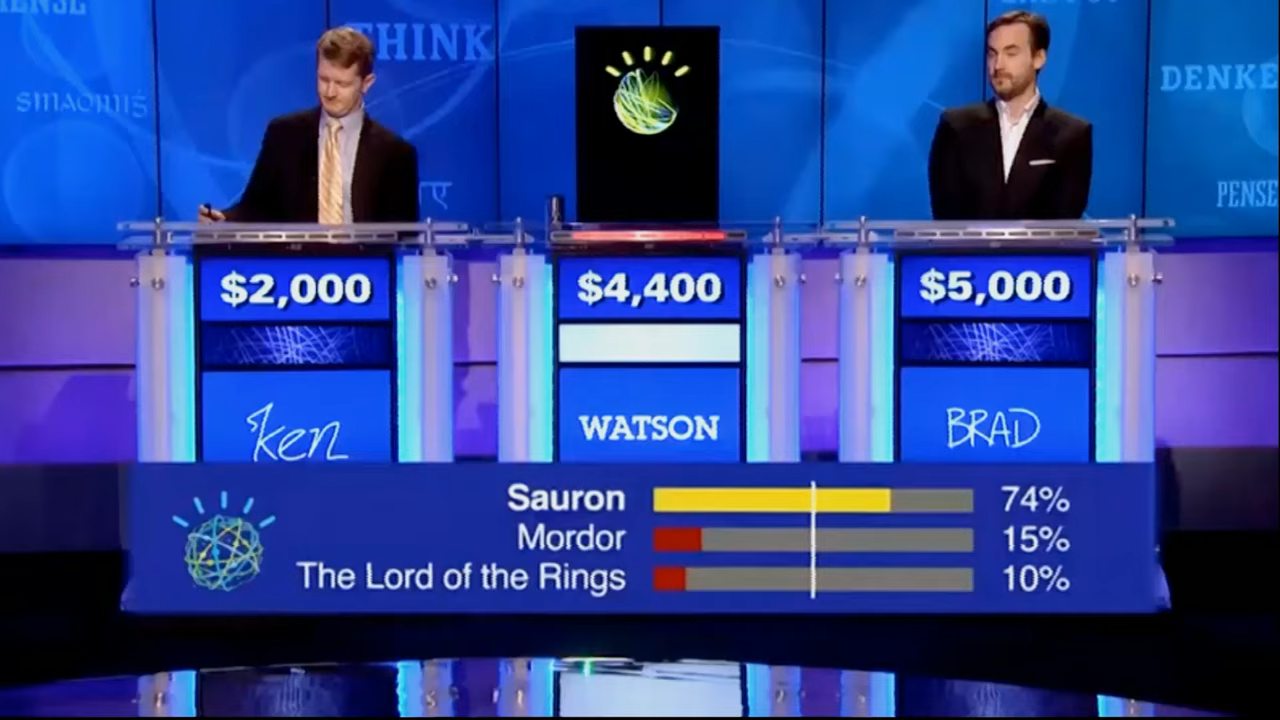 THINK
DENKE
PENSE
$2,000
$4,400
$5,000
ken
WATSON
BRAD
Sauron 74%
Mordor 15%
The Lord of the Rings 10%